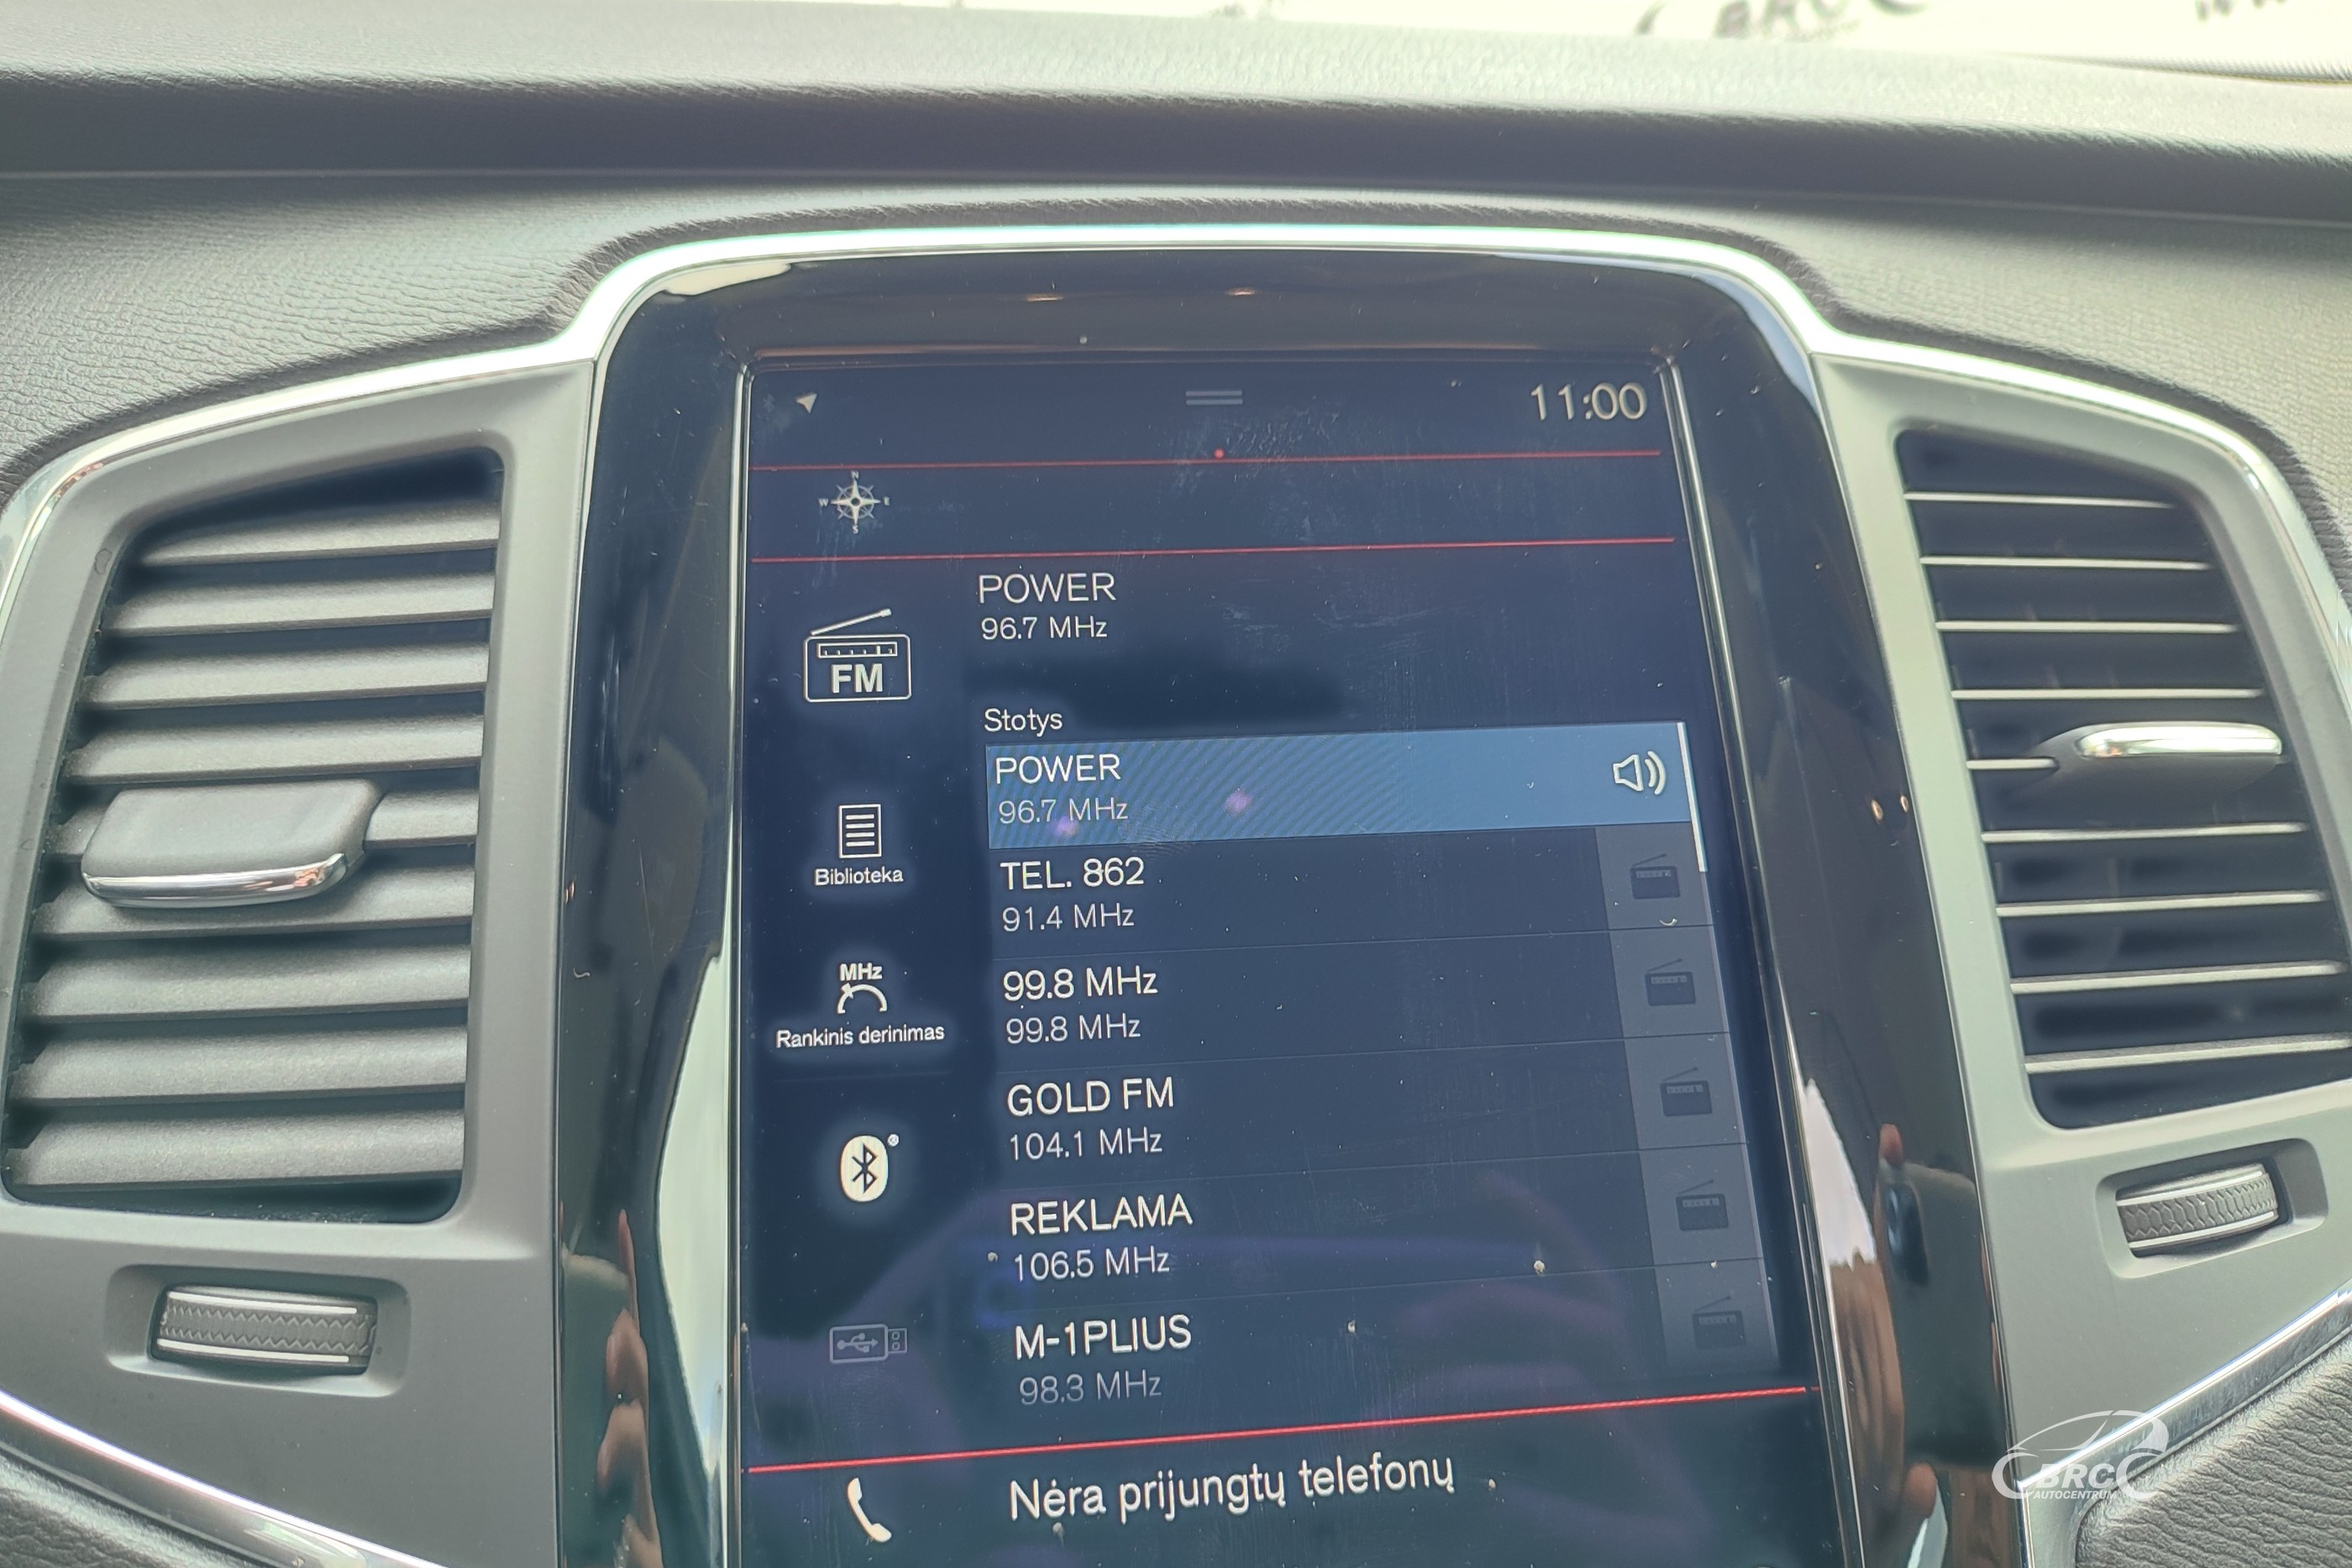 11:00
N
W E
S
POWER
96.7 MHz
FM
Stotys
POWER
96.7 MHz
Biblioteka
TEL. 862
91.4 MHz
MHz
Rankinis derinimas
99.8 MHz
99.8 MHz
GOLD FM
104.1 MHz
REKLAMA
106.5 MHz
M-1PLIUS
98.3 MHz
Nėra prijungtų telefonų
BRC
AUTOCENTRUM